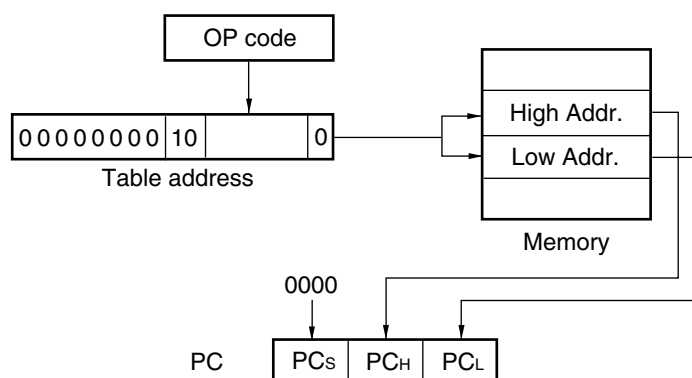 OP code
0 0 0 0 0 0 0 0 10 0
Table address
High Addr.
Low Addr.
Memory
0000
PC PCS PCH PCL